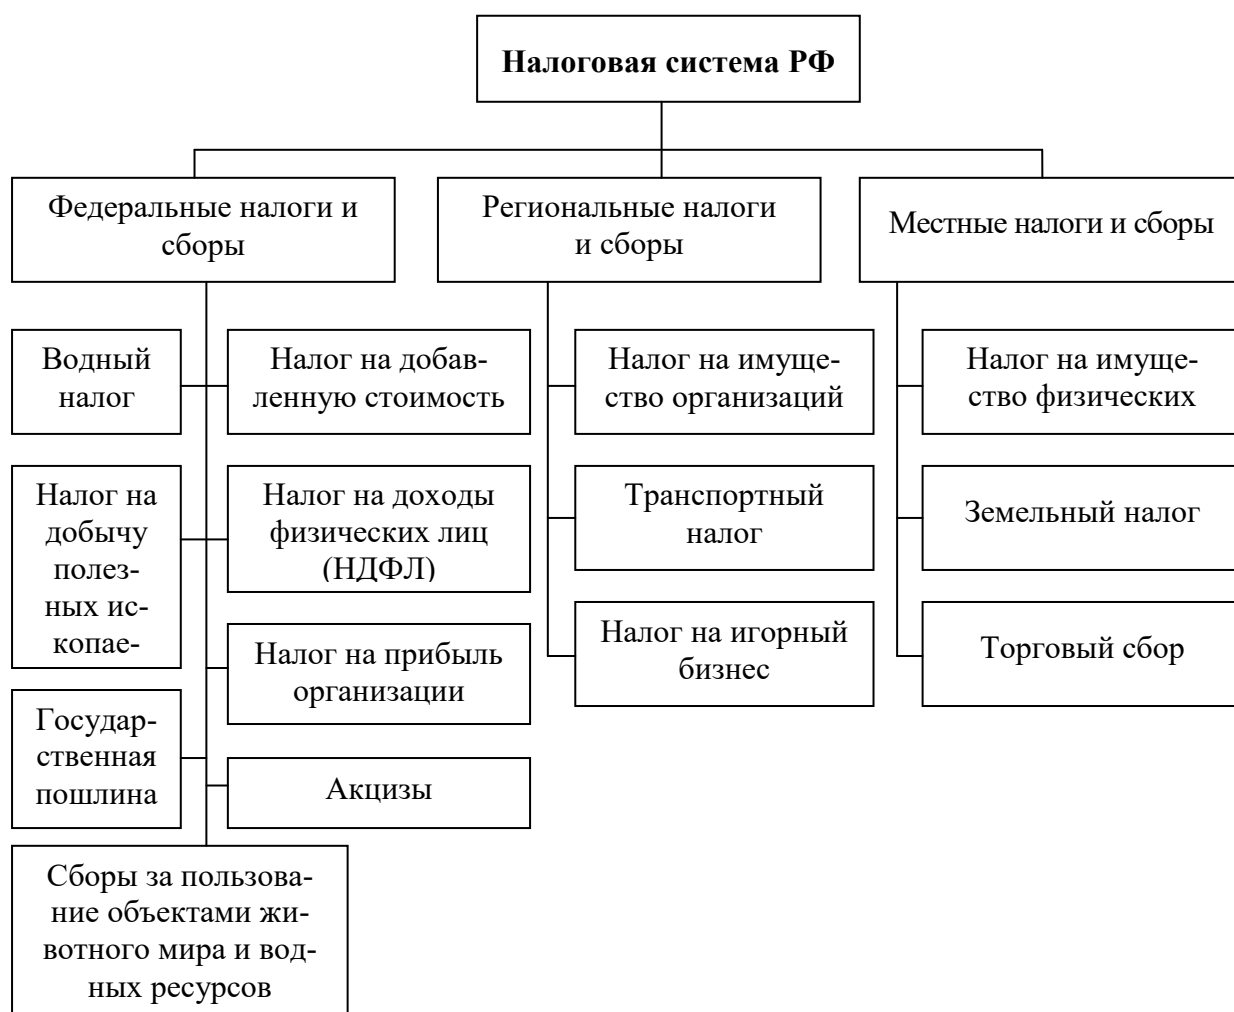 Налоговая система РФ
Федеральные налоги и
сборы
Региональные налоги
и сборы
Местные налоги и сборы
Водный
налог
Налог на добав-
ленную стоимость
Налог на имуще-
ство организаций
Налог на имуще-
ство физических
Налог на
добычу
полез-
ных ис-
копае-
Налог на доходы
физических лиц
(НДФЛ)
Транспортный
налог
Земельный налог
Налог на прибыль
организации
Налог на игорный
бизнес
Торговый сбор
Государ-
ственная
пошлина
Акцизы
Сборы за пользова-
ние объектами жи-
вотного мира и вод-
ных ресурсов